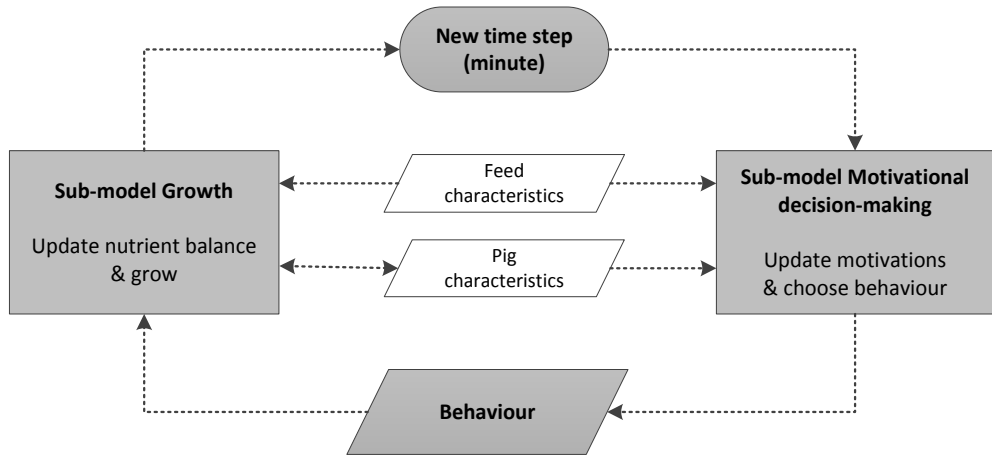 New time step
(minute)
Sub-model Growth
Update nutrient balance
& grow
Feed
characteristics
Pig
characteristics
Sub-model Motivational
decision-making
Update motivations
& choose behaviour
Behaviour